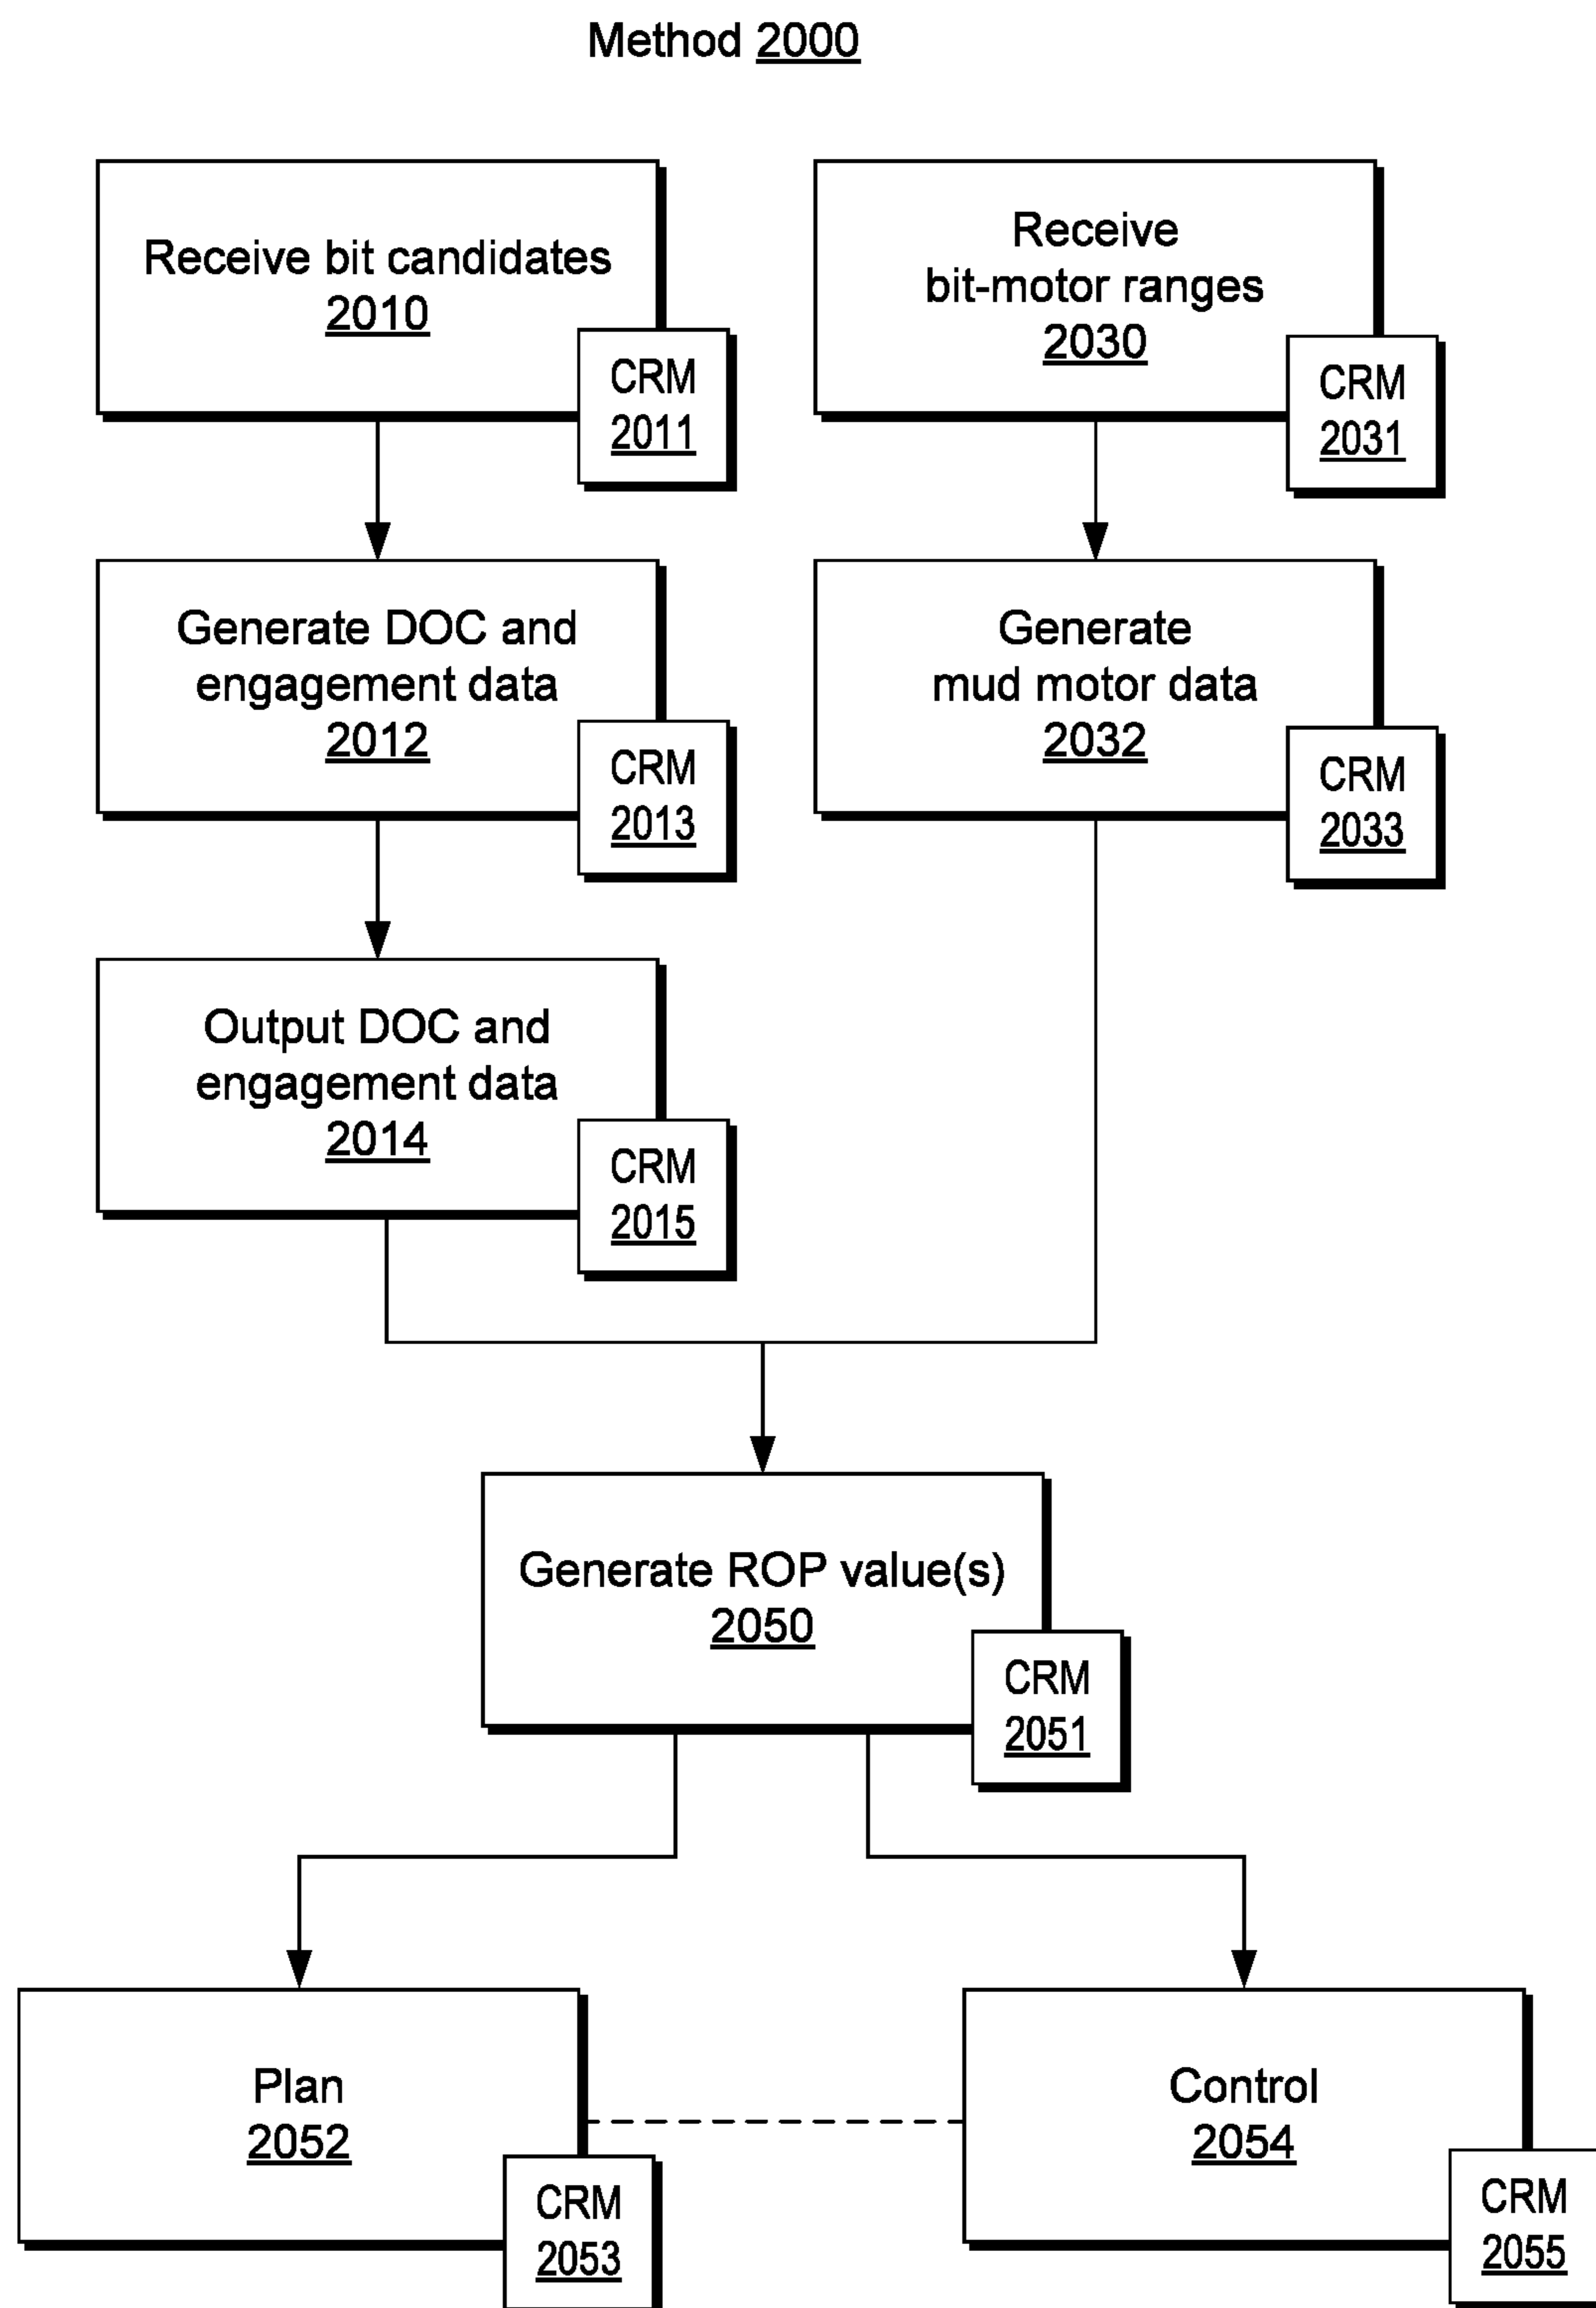 Method 2000
Receive bit candidates
2010
CRM
2011
Receive
bit-motor ranges
2030
CRM
2031
Generate DOC and
engagement data
2012
CRM
2013
Generate
mud motor data
2032
CRM
2033
Output DOC and
engagement data
2014
CRM
2015
Generate ROP value(s)
2050
CRM
2051
Plan
2052
CRM
2053
Control
2054
CRM
2055